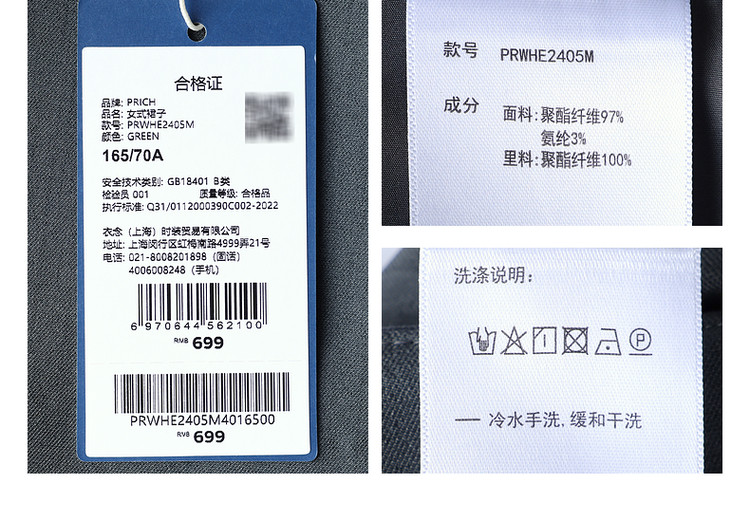 合格证
品牌: PRICH
品名: 女式裙子
款号: PRWHE2405M
颜色: GREEN
165/70A
安全技术类别: GB18401 B类
检验员 001 质量等级: 合格品
执行标准: Q31/0112000390C002-2022
衣念（上海）时装贸易有限公司
地址: 上海闵行区虹梅南路4999弄21号
电话: 021-8008201898（固话）
4006008248（手机）
6 970644 562100
RMB 699
PRWHE2405M4016500
RMB 699
款号 PRWHE2405M
成分 面料:聚酯纤维97%
氨纶3%
里料:聚酯纤维100%
洗涤说明:
P
— 冷水手洗,缓和干洗